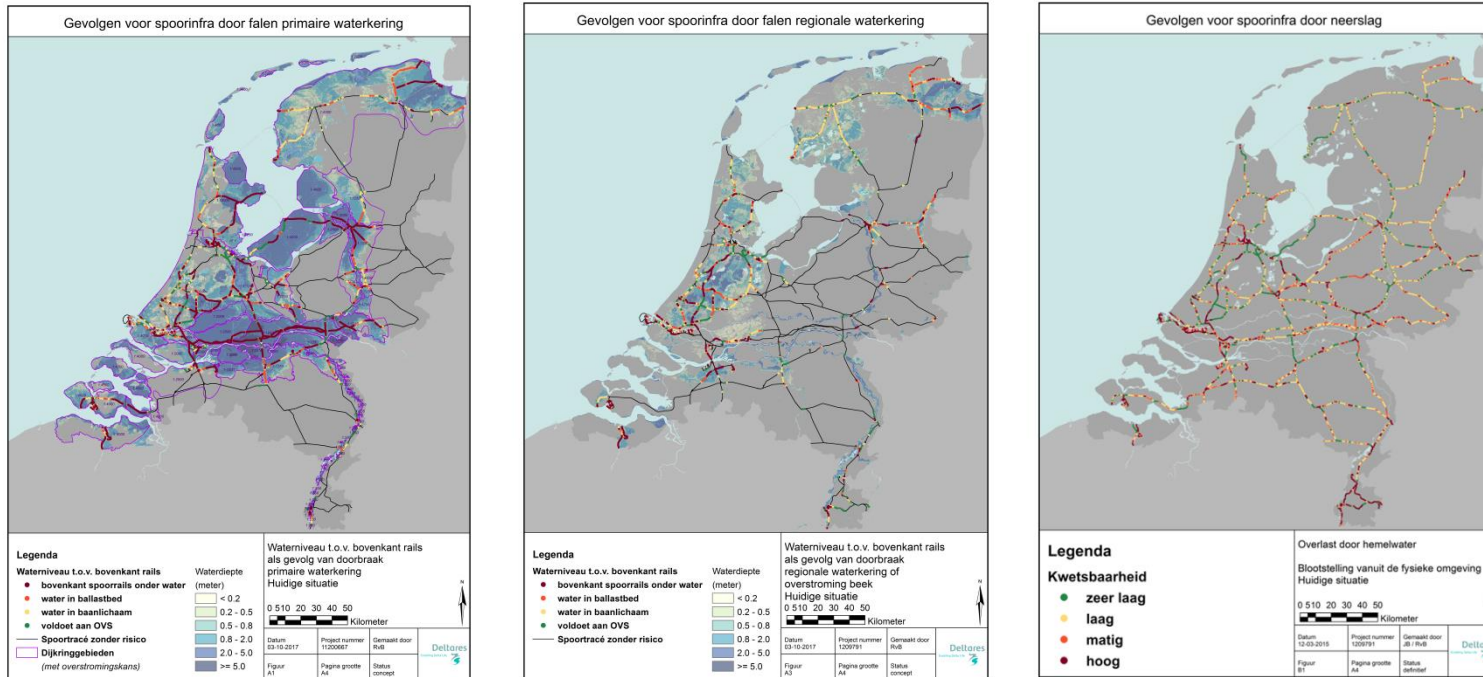 Gevolgen voor spoorinfra door falen primaire waterkering
Legenda
Waterniveau t.o.v. bovenkant rails
bovenkant spoorrails onder water
water in ballastbed
water in baanlichaam
voldoet aan OVS
Spoortracé zonder risico
Dijkringgebieden
(met overstromingskans)
Waterdiepte
(meter)
< 0.2
0.2 - 0.5
0.5 - 0.8
0.8 - 2.0
2.0 - 5.0
>= 5.0
Waterniveau t.o.v. bovenkant rails
als gevolg van doorbraak
primaire waterkering
Huidige situatie
N
0 5 10 20 30 40 50
Kilometer
Datum
03-10-2017
Project nummer
11200667
Gemaakt door
RvB
Figuur
A1
Pagina grootte
A4
Status
concept
Deltares
Gevolgen voor spoorinfra door falen regionale waterkering
Legenda
Waterniveau t.o.v. bovenkant rails
bovenkant spoorrails onder water
water in ballastbed
water in baanlichaam
voldoet aan OVS
Spoortracé zonder risico
Waterdiepte
(meter)
< 0.2
0.2 - 0.5
0.5 - 0.8
0.8 - 2.0
2.0 - 5.0
>= 5.0
Waterniveau t.o.v. bovenkant rails
als gevolg van doorbraak
regionale waterkering of
overstroming beek
Huidige situatie
N
0 5 10 20 30 40 50
Kilometer
Datum
03-10-2017
Project nummer
1209791
Gemaakt door
RvB
Figuur
A3
Pagina grootte
A4
Status
concept
Deltares
Gevolgen voor spoorinfra door neerslag
Legenda
Kwetsbaarheid
zeer laag
laag
matig
hoog
Overlast door hemelwater
Blootstelling vanuit de fysieke omgeving
Huidige situatie
0 5 10 20 30 40 50
Kilometer
Datum
12-03-2015
Project nummer
1209791
Gemaakt door
JB / RvB
Figuur
B1
Pagina grootte
A4
Status
definitief